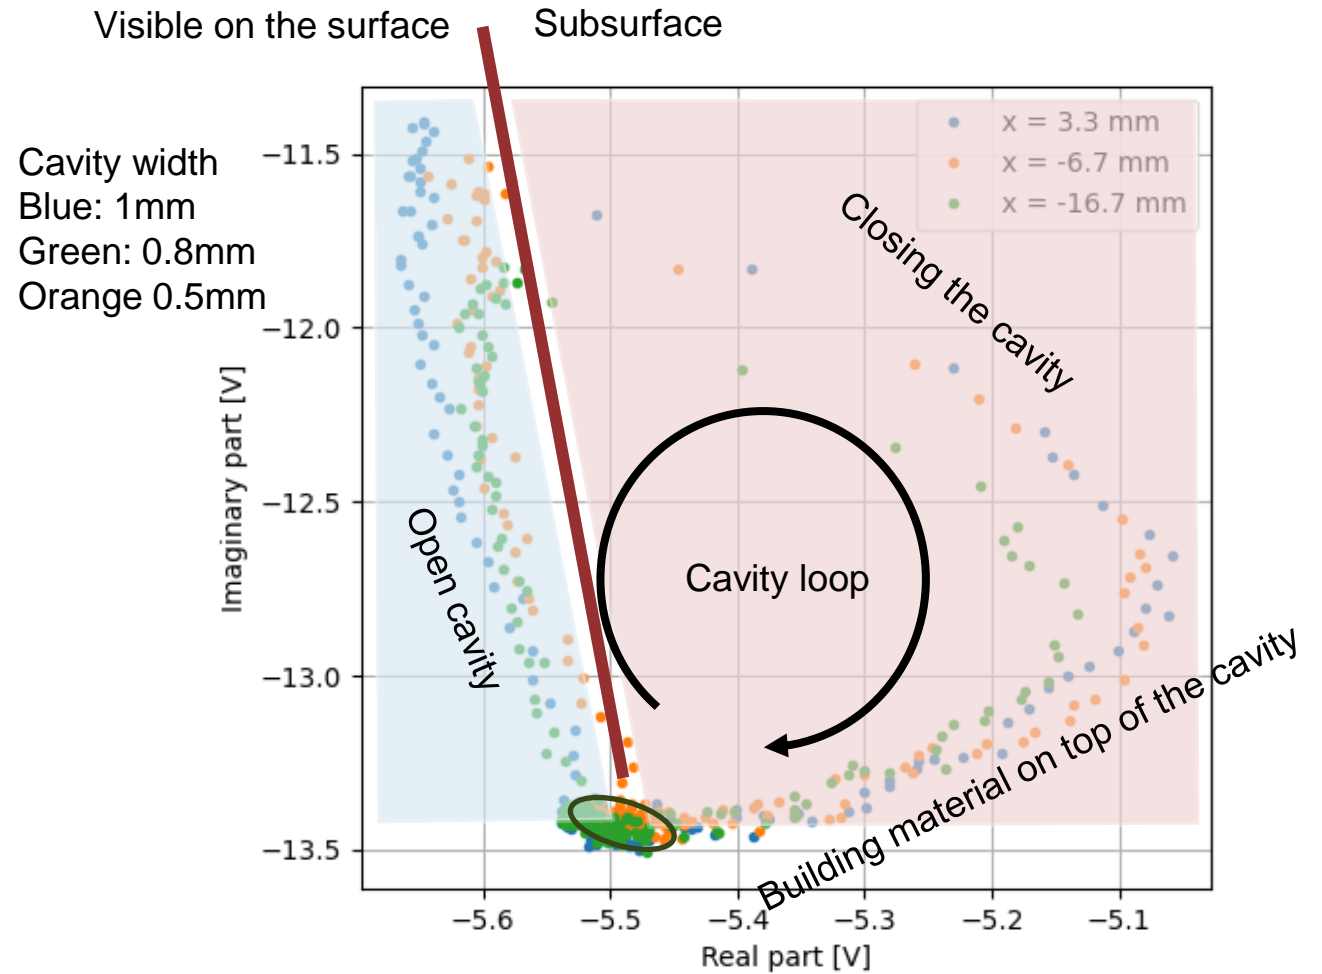 Visible on the surface
Subsurface
Cavity width
Blue: 1mm
Green: 0.8mm
Orange 0.5mm
x = 3.3 mm
x = -6.7 mm
x = -16.7 mm
Closing the cavity
Open cavity
Cavity loop
Building material on top of the cavity
Imaginary part [V]
−11.5
−12.0
−12.5
−13.0
−13.5
−5.6
−5.5
−5.4
−5.3
−5.2
−5.1
Real part [V]